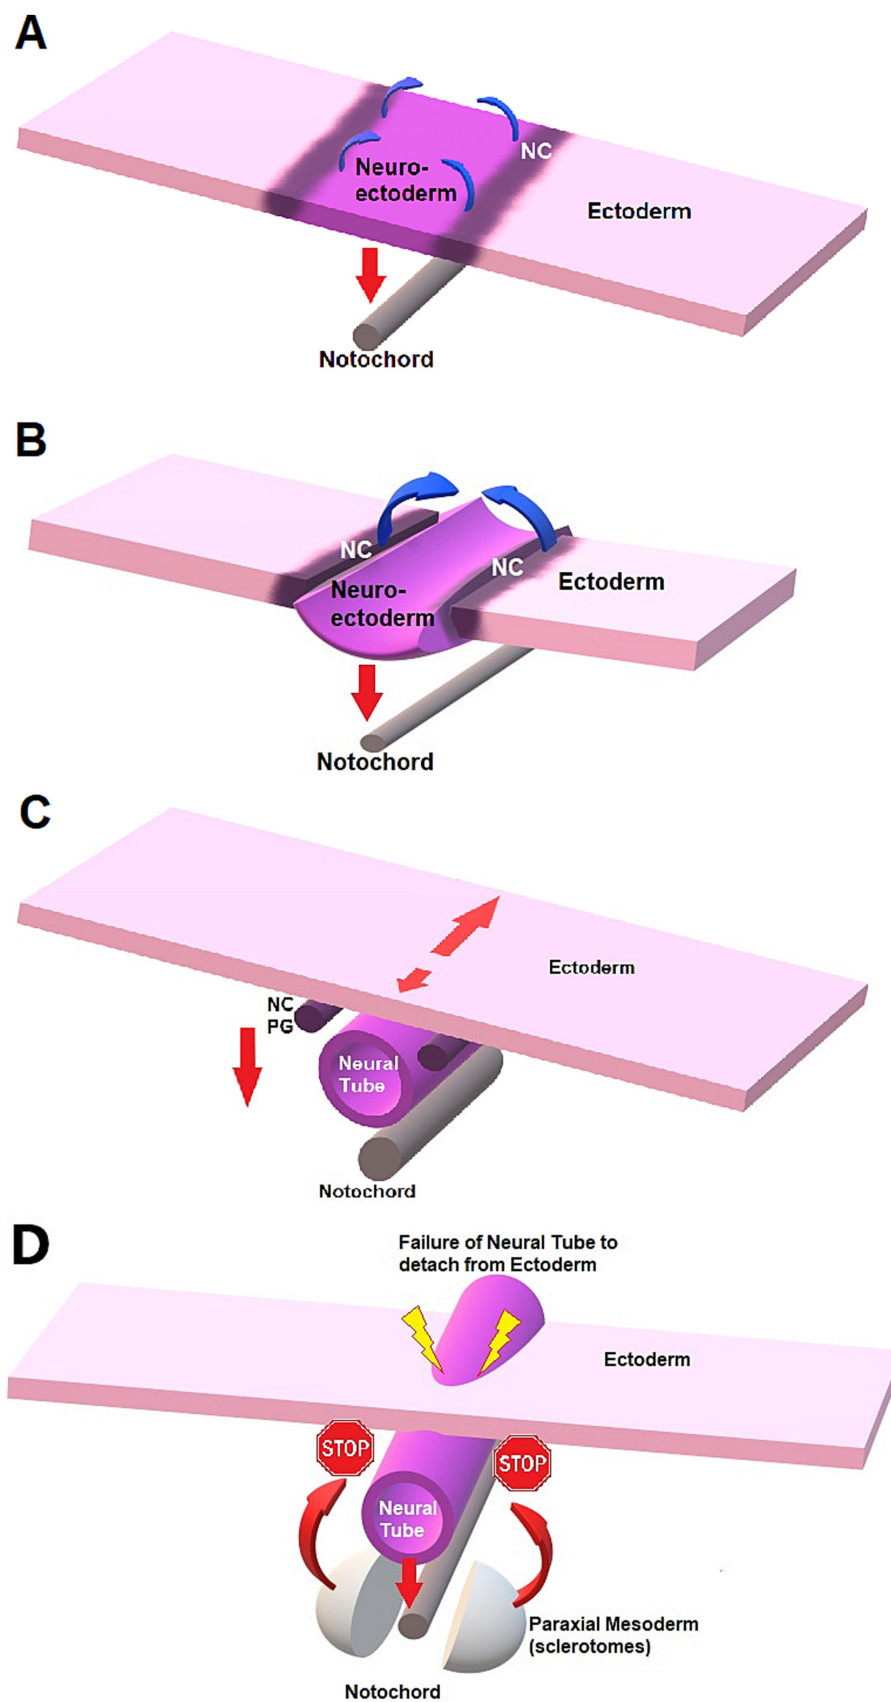 A
NC
Neuro-
ectoderm
Ectoderm
Notochord
B
NC
NC
Neuro-
ectoderm
Ectoderm
Notochord
C
Ectoderm
NC
PG
Neural
Tube
Notochord
D
Failure of Neural Tube to
detach from Ectoderm
Ectoderm
STOP
STOP
Neural
Tube
Paraxial Mesoderm
(sclerotomes)
Notochord